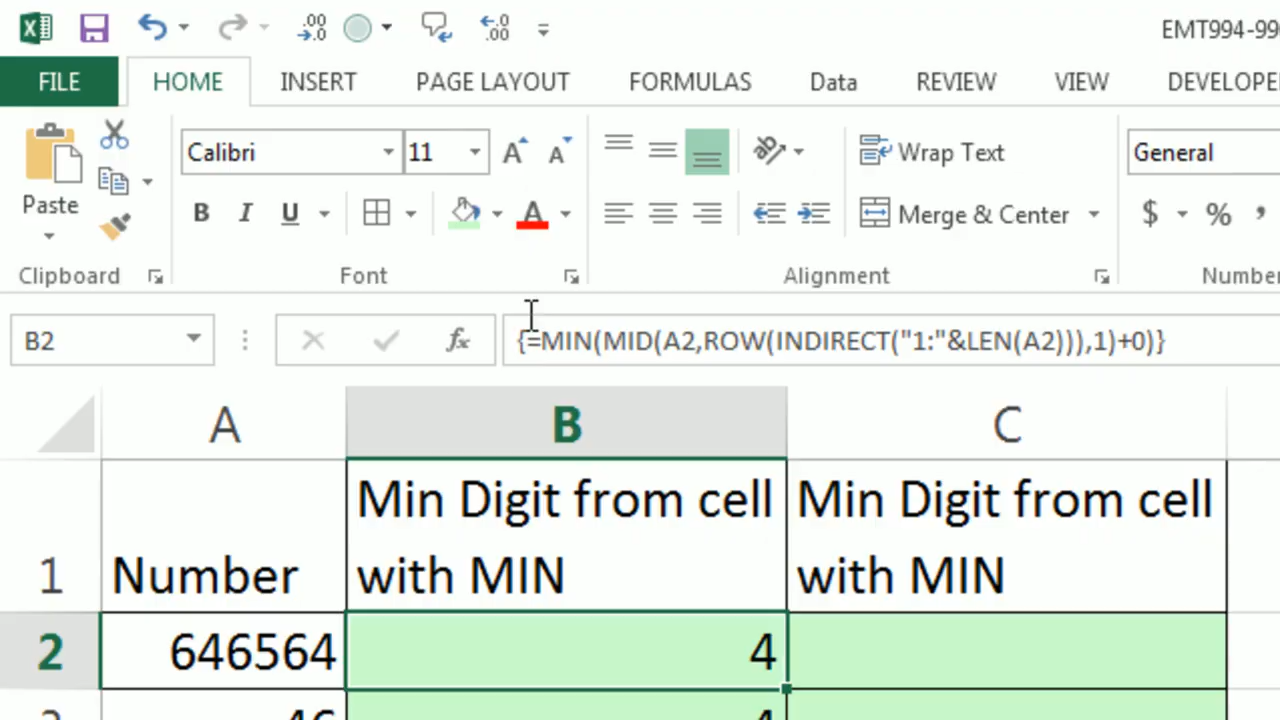 EMT994-99
FILE HOME INSERT PAGE LAYOUT FORMULAS Data REVIEW VIEW DEVELOPE
Calibri 11 Wrap Text General
Paste B I U A Merge & Center $ % ,
Clipboard Font Alignment Number
B2 fx {=MIN(MID(A2,ROW(INDIRECT("1:"&LEN(A2))),1)+0)}
A B C
Min Digit from cell Min Digit from cell
1 Number with MIN with MIN
2 646564 4
3 46 4